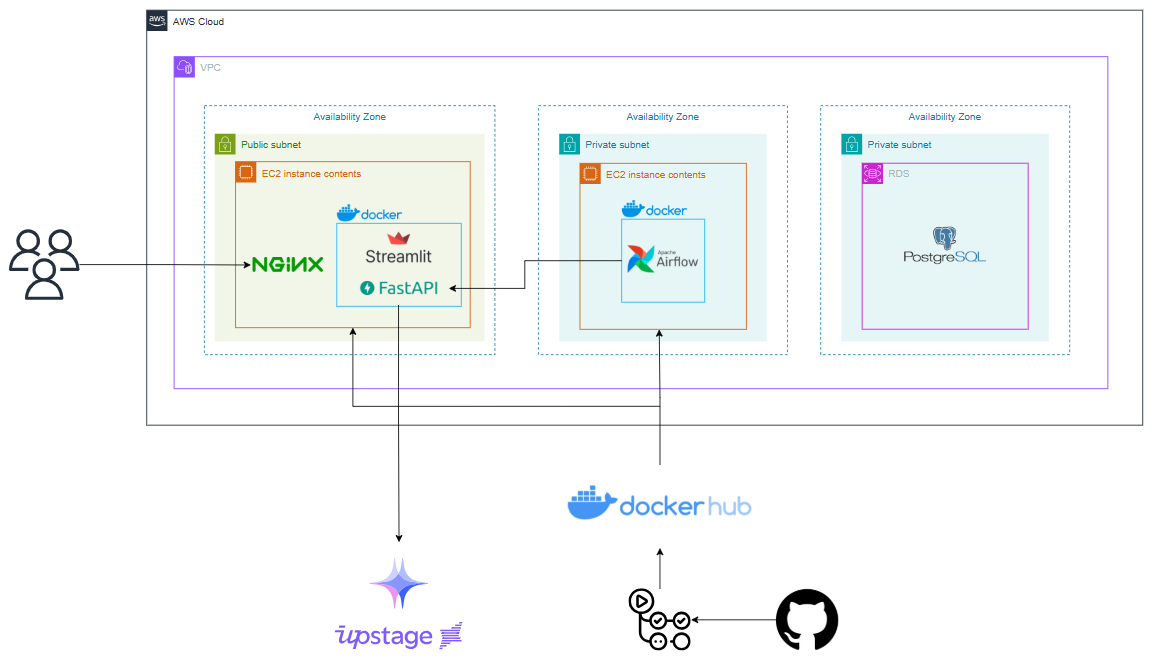 aws
AWS Cloud
VPC
Availability Zone
Public subnet
EC2 instance contents
docker
Streamlit
FastAPI
NGINX
Availability Zone
Private subnet
EC2 instance contents
docker
Apache
Airflow
Availability Zone
Private subnet
RDS
PostgreSQL
docker hub
upstage